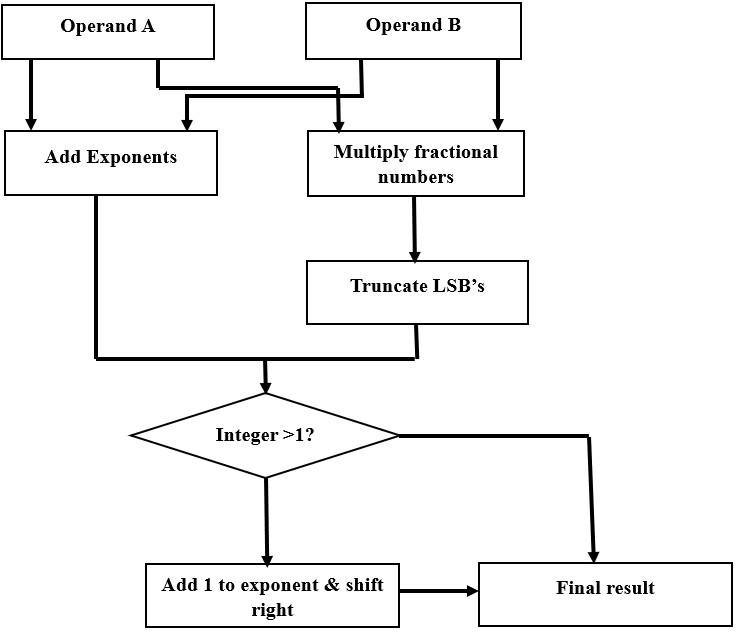 Operand A
Operand B
Add Exponents
Multiply fractional
numbers
Truncate LSB’s
Integer >1?
Add 1 to exponent & shift
right
Final result